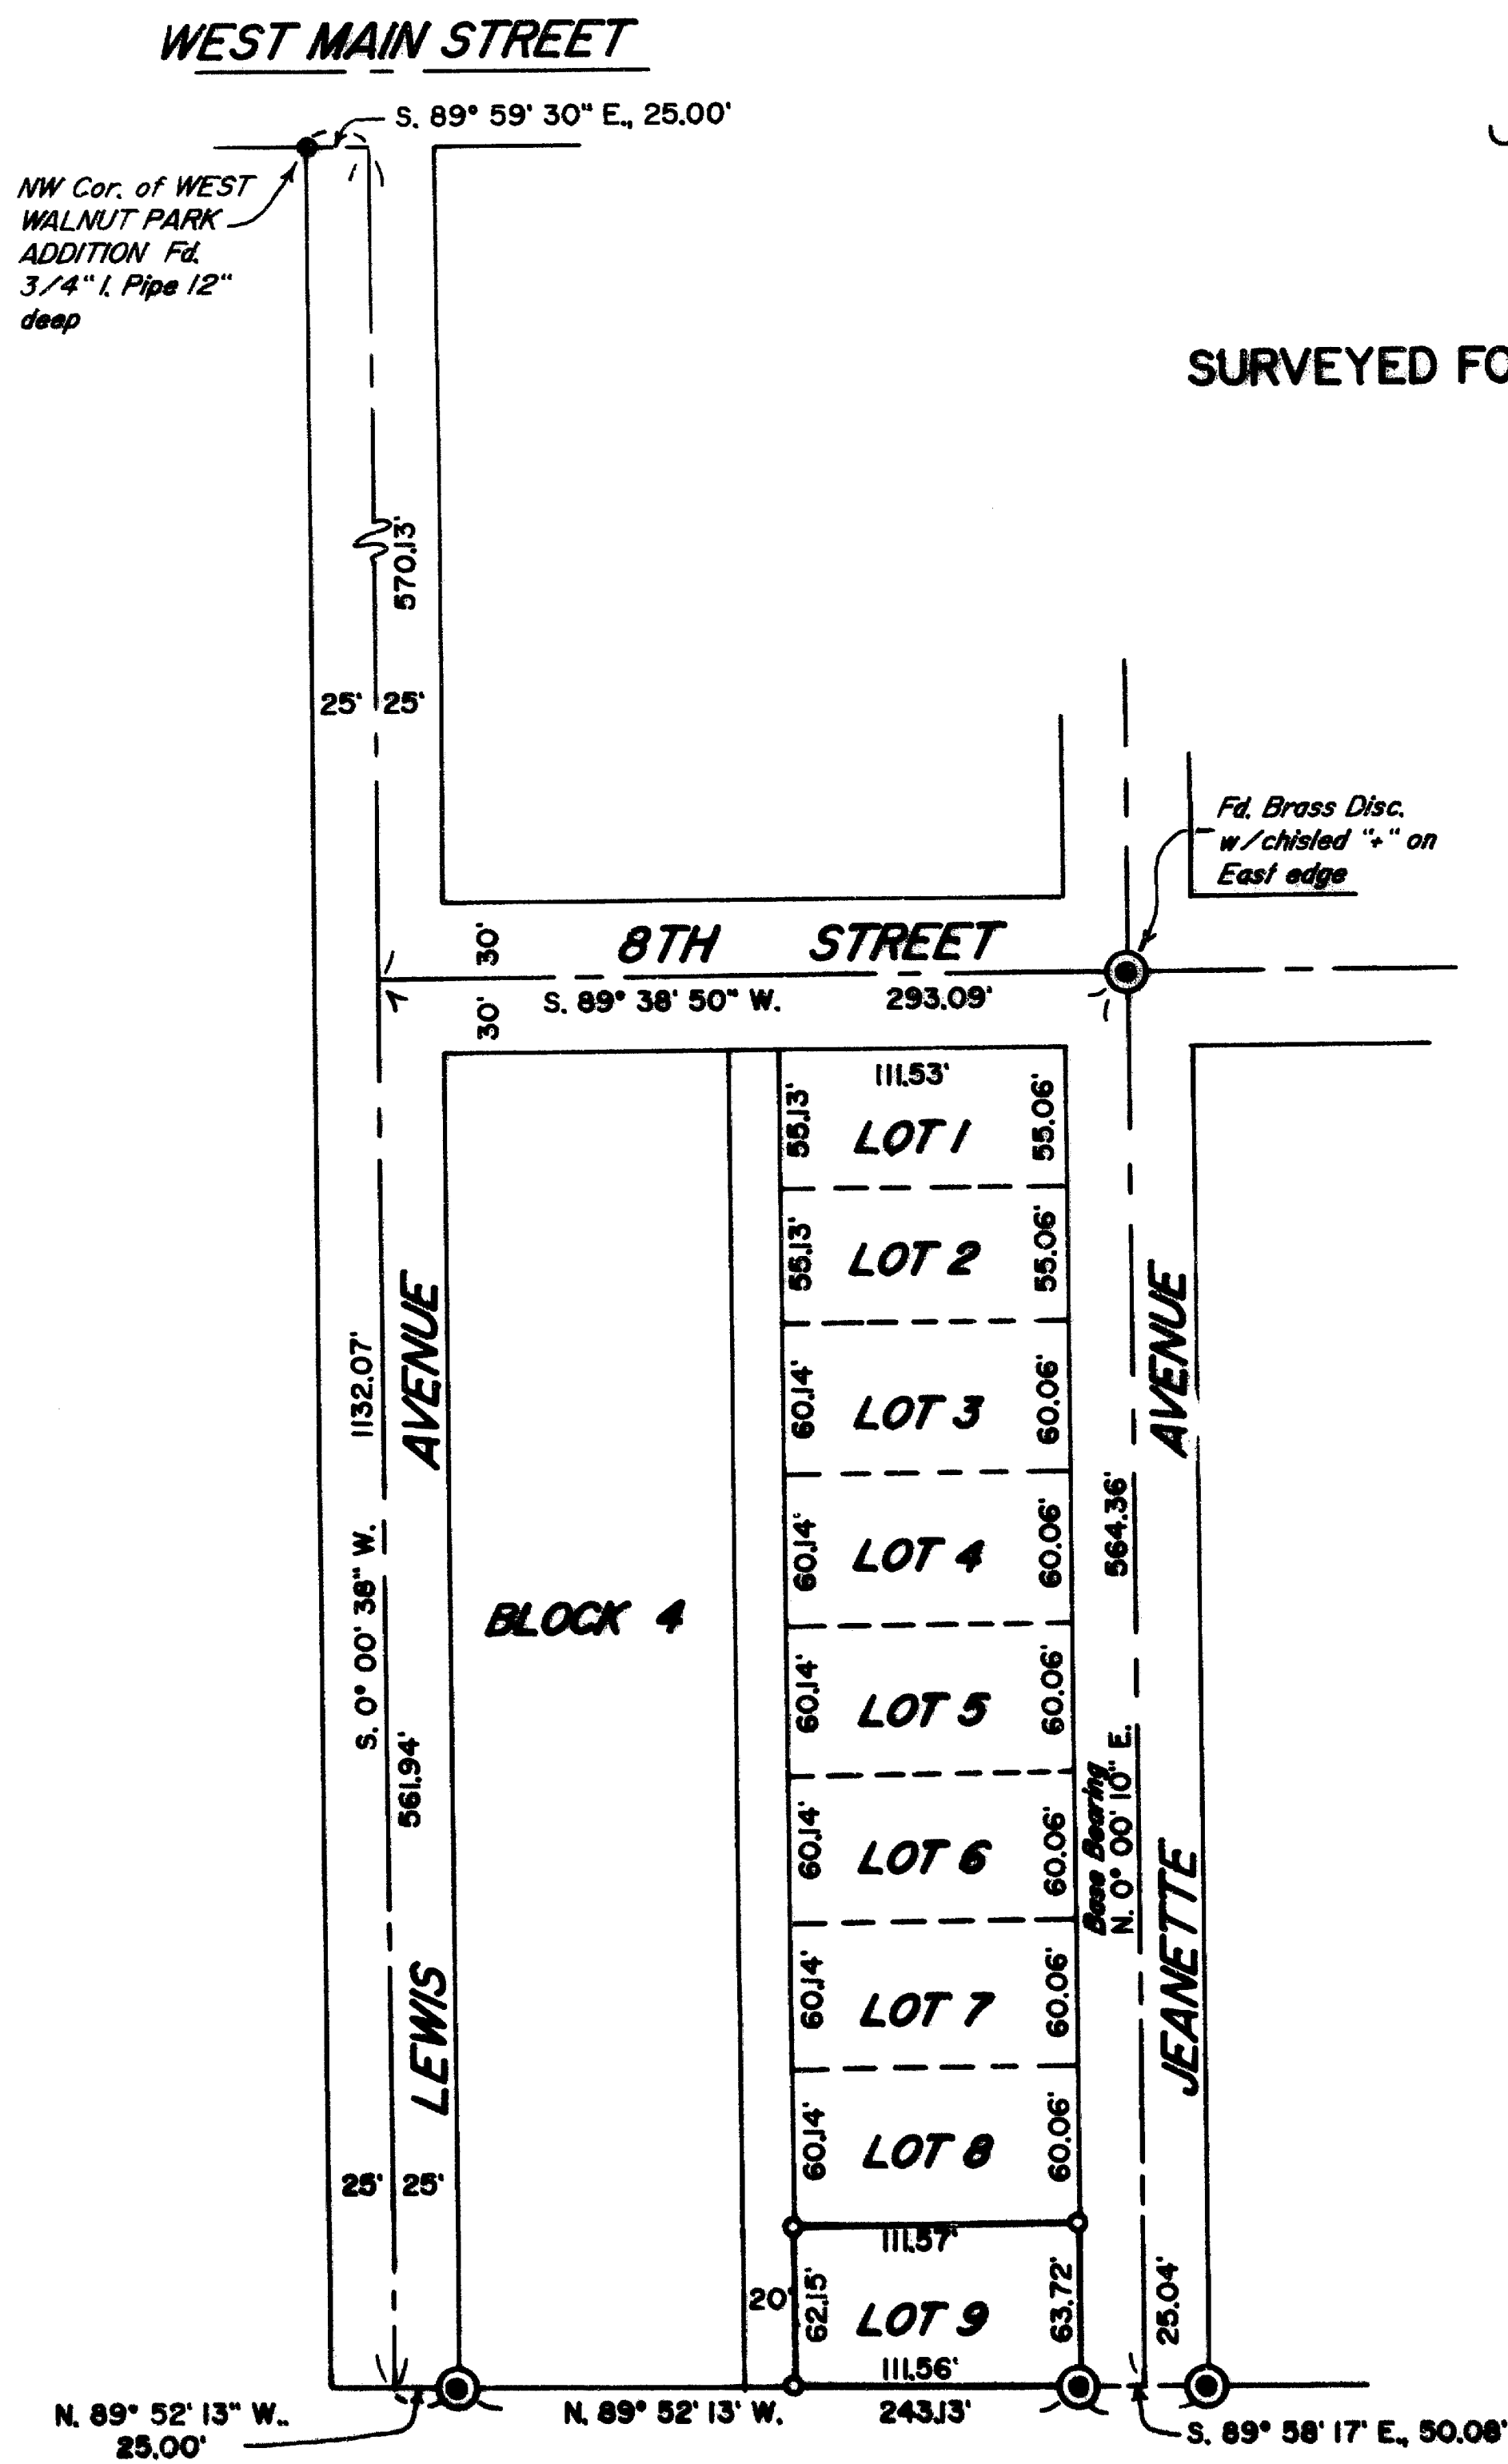 WEST MAIN STREET
S. 89° 59' 30" E., 25.00'
NW Cor. of WEST
WALNUT PARK
ADDITION Fd.
3/4" I. Pipe 12"
deep
SURVEYED FO
570.13'
25' 25'
Fd. Brass Disc.
w/chisled "+" on
East edge
30'
8TH STREET
30'
S. 89° 38' 50" W. 293.09'
111.53'
55.13' LOT 1 55.06'
55.13' LOT 2 55.06'
60.14' LOT 3 60.06'
60.14' LOT 4 60.06'
60.14' LOT 5 60.06'
60.14' LOT 6 60.06'
60.14' LOT 7 60.06'
60.14' LOT 8 60.06'
111.57'
62.15' LOT 9 63.72'
111.56'
20'
BLOCK 4
1132.07'
S. 0° 00' 38" W.
561.94'
LEWIS AVENUE
25' 25'
564.36'
Base Bearing
N. 0° 00' 10" E.
JEANETTE AVENUE
25.04'
N. 89° 52' 13" W..
25.00'
N. 89° 52' 13' W. 243.13'
S. 89° 58' 17' E., 50.08'